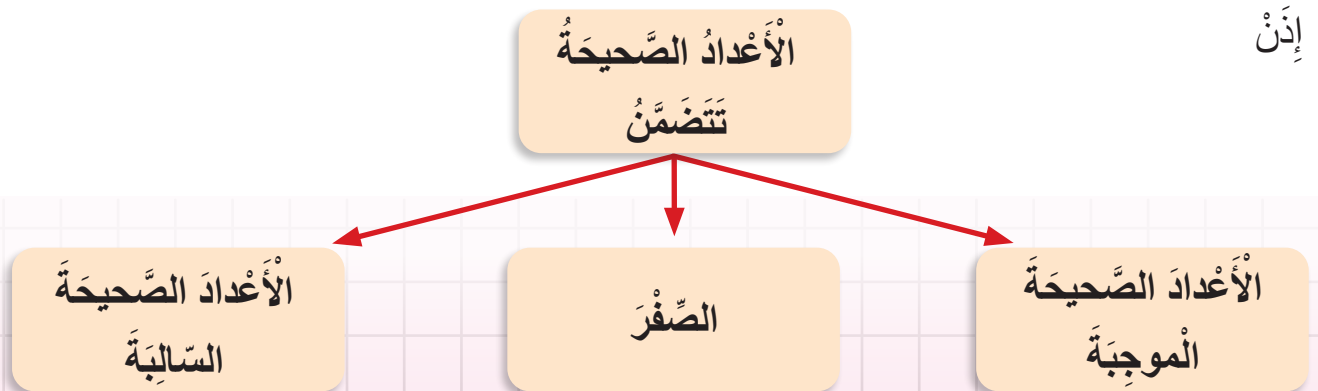 إِذَنْ
الْأَعْدادُ الصَّحيحَةُ
تَتَضَمَّنُ
الْأَعْدادَ الصَّحيحَةَ
الْموجِبَةَ
الصِّفْرَ
الْأَعْدادَ الصَّحيحَةَ
السّالِبَةَ